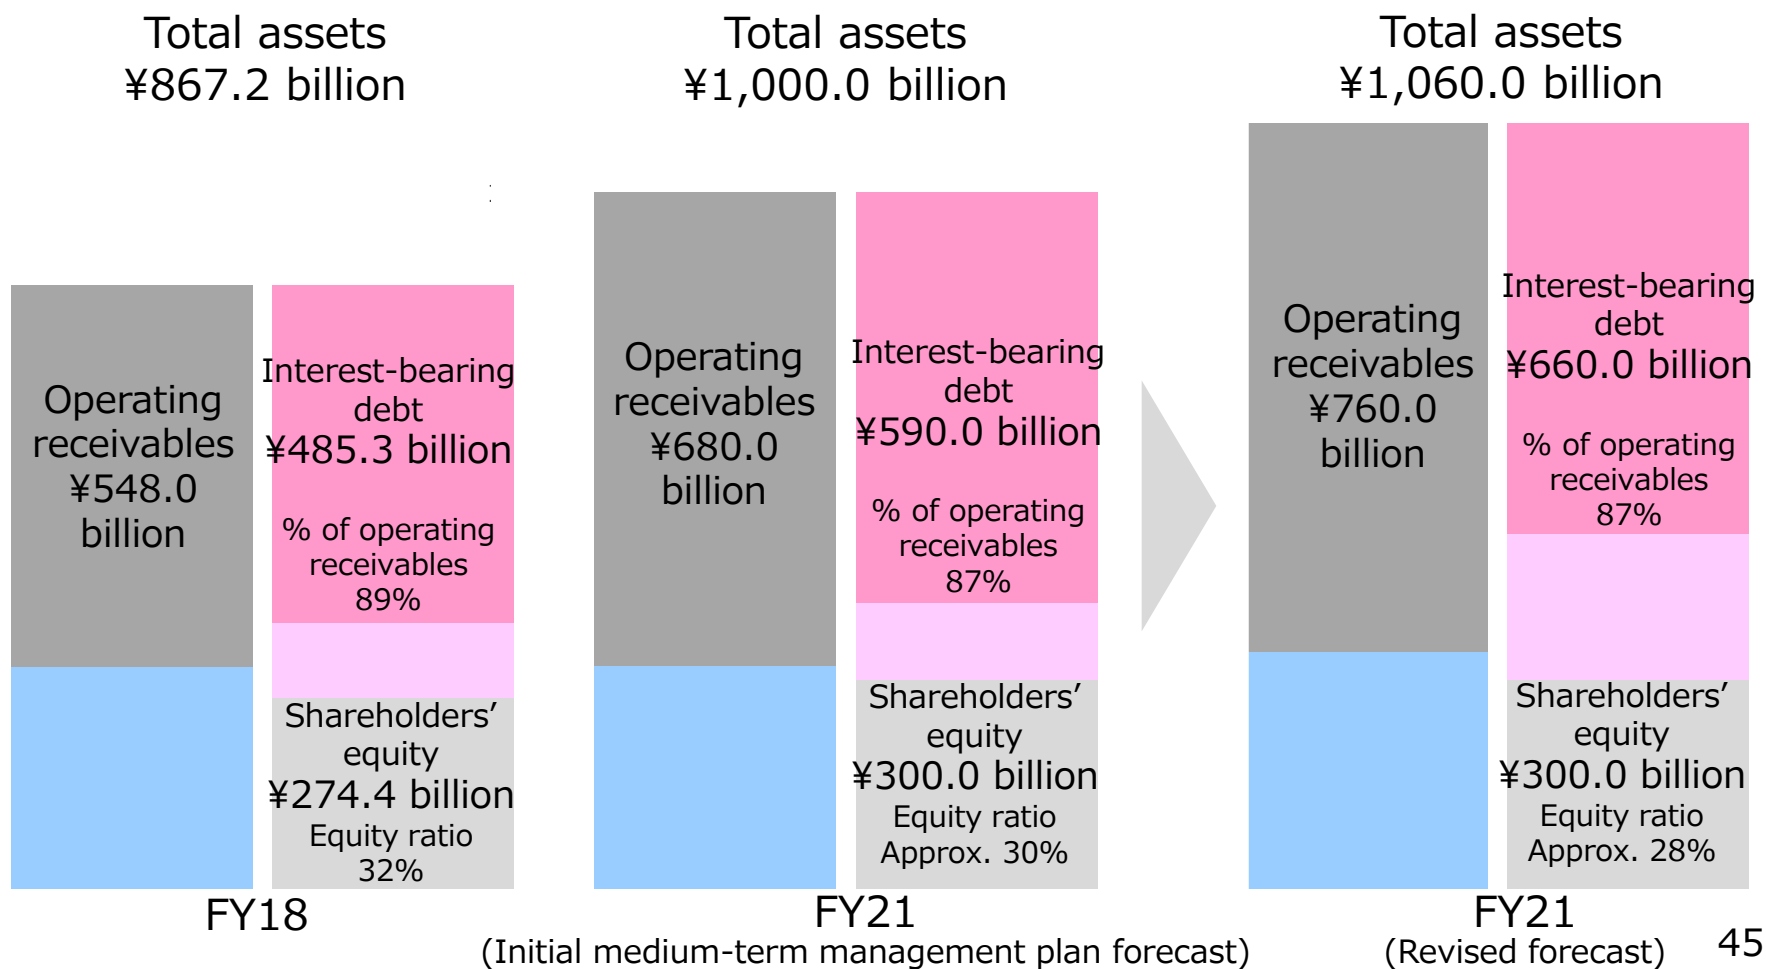 Total assets
¥867.2 billion
Total assets
¥1,000.0 billion
Total assets
¥1,060.0 billion
Operating
receivables
¥548.0
billion
Interest-bearing
debt
¥485.3 billion
% of operating
receivables
89%
Shareholders’
equity
¥274.4 billion
Equity ratio
32%
FY18
Operating
receivables
¥680.0
billion
Interest-bearing
debt
¥590.0 billion
% of operating
receivables
87%
Shareholders’
equity
¥300.0 billion
Equity ratio
Approx. 30%
FY21
(Initial medium-term management plan forecast)
Operating
receivables
¥760.0
billion
Interest-bearing
debt
¥660.0 billion
% of operating
receivables
87%
Shareholders’
equity
¥300.0 billion
Equity ratio
Approx. 28%
FY21
(Revised forecast)
45